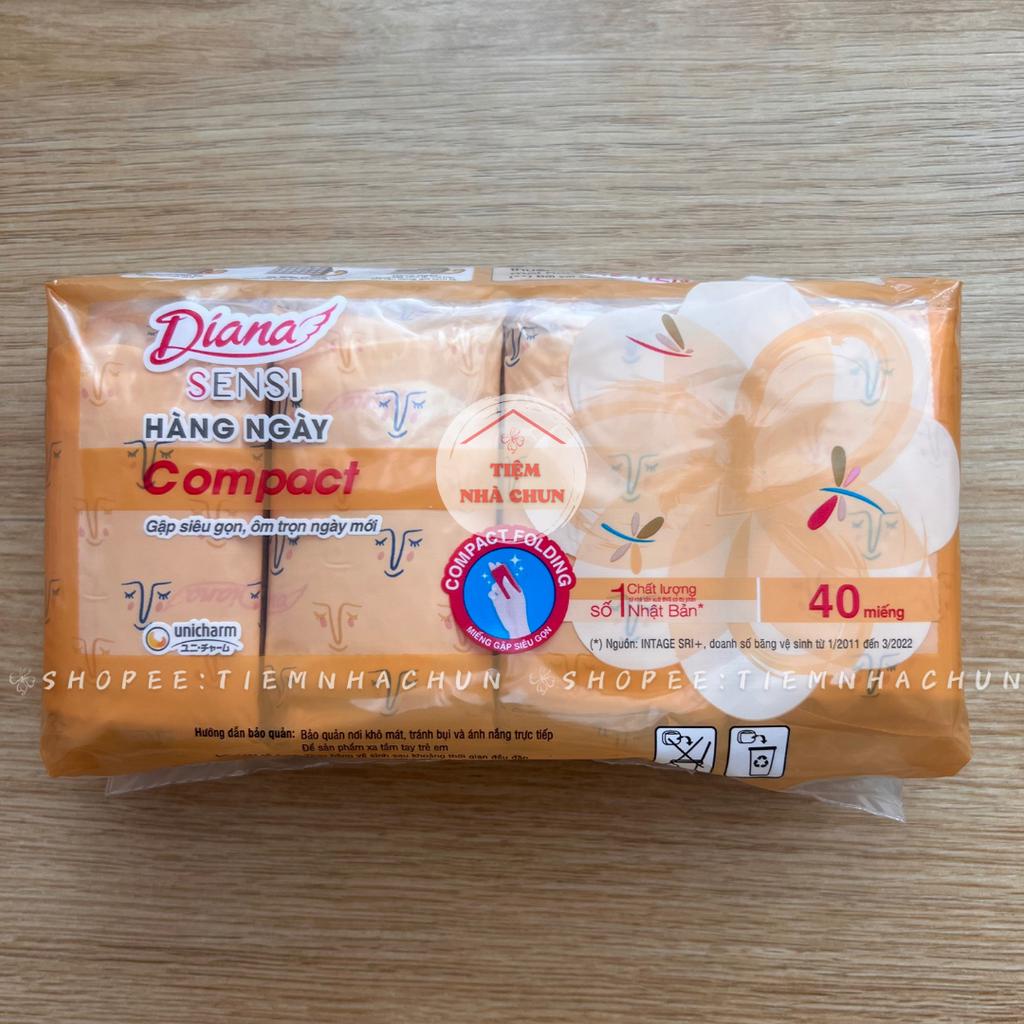 Diana
SENSI
HÀNG NGÀY
Compact
Gập siêu gọn, ôm trọn ngày mới
unicharm
ユニ・チャーム
TIỆM
NHÀ CHUN
COMPACT FOLDING
MIẾNG GẬP SIÊU GỌN
Số 1 Chất lượng
Nhật Bản*
40 miếng
(*) Nguồn: INTAGE SRI+, doanh số băng vệ sinh từ 1/2011 đến 3/2022
SHOPEE:TIEMNHACHUN
SHOPEE:TIEMNHACHUN
Hướng dẫn bảo quản: Bảo quản nơi khô mát, tránh bụi và ánh nắng trực tiếp
Để sản phẩm xa tầm tay trẻ em